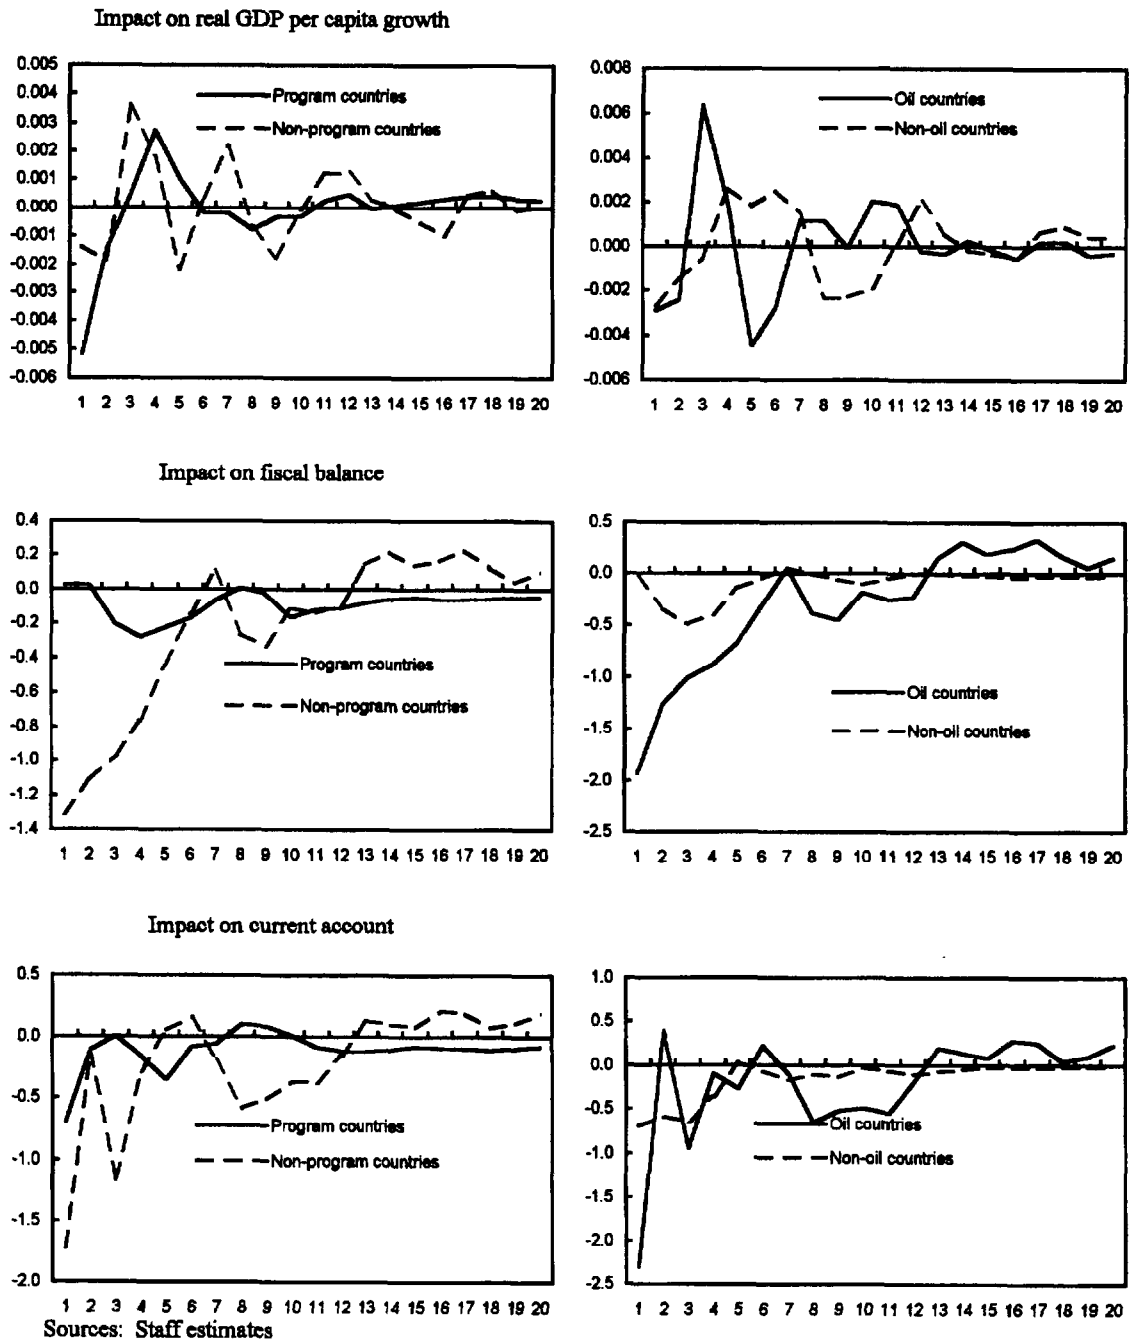 Impact on real GDP per capita growth
0.005
0.004
0.003
0.002
0.001
0.000
-0.001
-0.002
-0.003
-0.004
-0.005
-0.006
Program countries
Non-program countries
1 2 3 4 5 6 7 8 9 10 11 12 13 14 15 16 17 18 19 20
0.008
0.006
0.004
0.002
0.000
-0.002
-0.004
-0.006
Oil countries
Non-oil countries
1 2 3 4 5 6 7 8 9 10 11 12 13 14 15 16 17 18 19 20
Impact on fiscal balance
0.4
0.2
0.0
-0.2
-0.4
-0.6
-0.8
-1.0
-1.2
-1.4
Program countries
Non-program countries
1 2 3 4 5 6 7 8 9 10 11 12 13 14 15 16 17 18 19 20
0.5
0.0
-0.5
-1.0
-1.5
-2.0
-2.5
Oil countries
Non-oil countries
1 2 3 4 5 6 7 8 9 10 11 12 13 14 15 16 17 18 19 20
Impact on current account
0.5
0.0
-0.5
-1.0
-1.5
-2.0
Program countries
Non-program countries
1 2 3 4 5 6 7 8 9 10 11 12 13 14 15 16 17 18 19 20
1.0
0.5
0.0
-0.5
-1.0
-1.5
-2.0
-2.5
Oil countries
Non-oil countries
1 2 3 4 5 6 7 8 9 10 11 12 13 14 15 16 17 18 19 20
Sources: Staff estimates